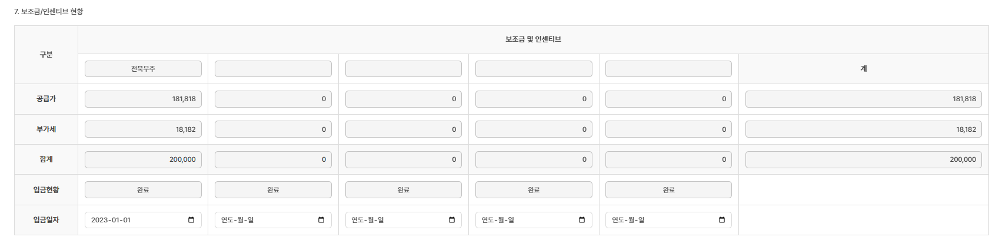 7. 보조금/인센티브 현황
구분
보조금 및 인센티브
전북무주
계
공급가 181,818 0 0 0 0 181,818
부가세 18,182 0 0 0 0 18,182
합계 200,000 0 0 0 0 200,000
입금현황 완료 완료 완료 완료 완료
입금일자 2023-01-01 연도-월-일 연도-월-일 연도-월-일 연도-월-일